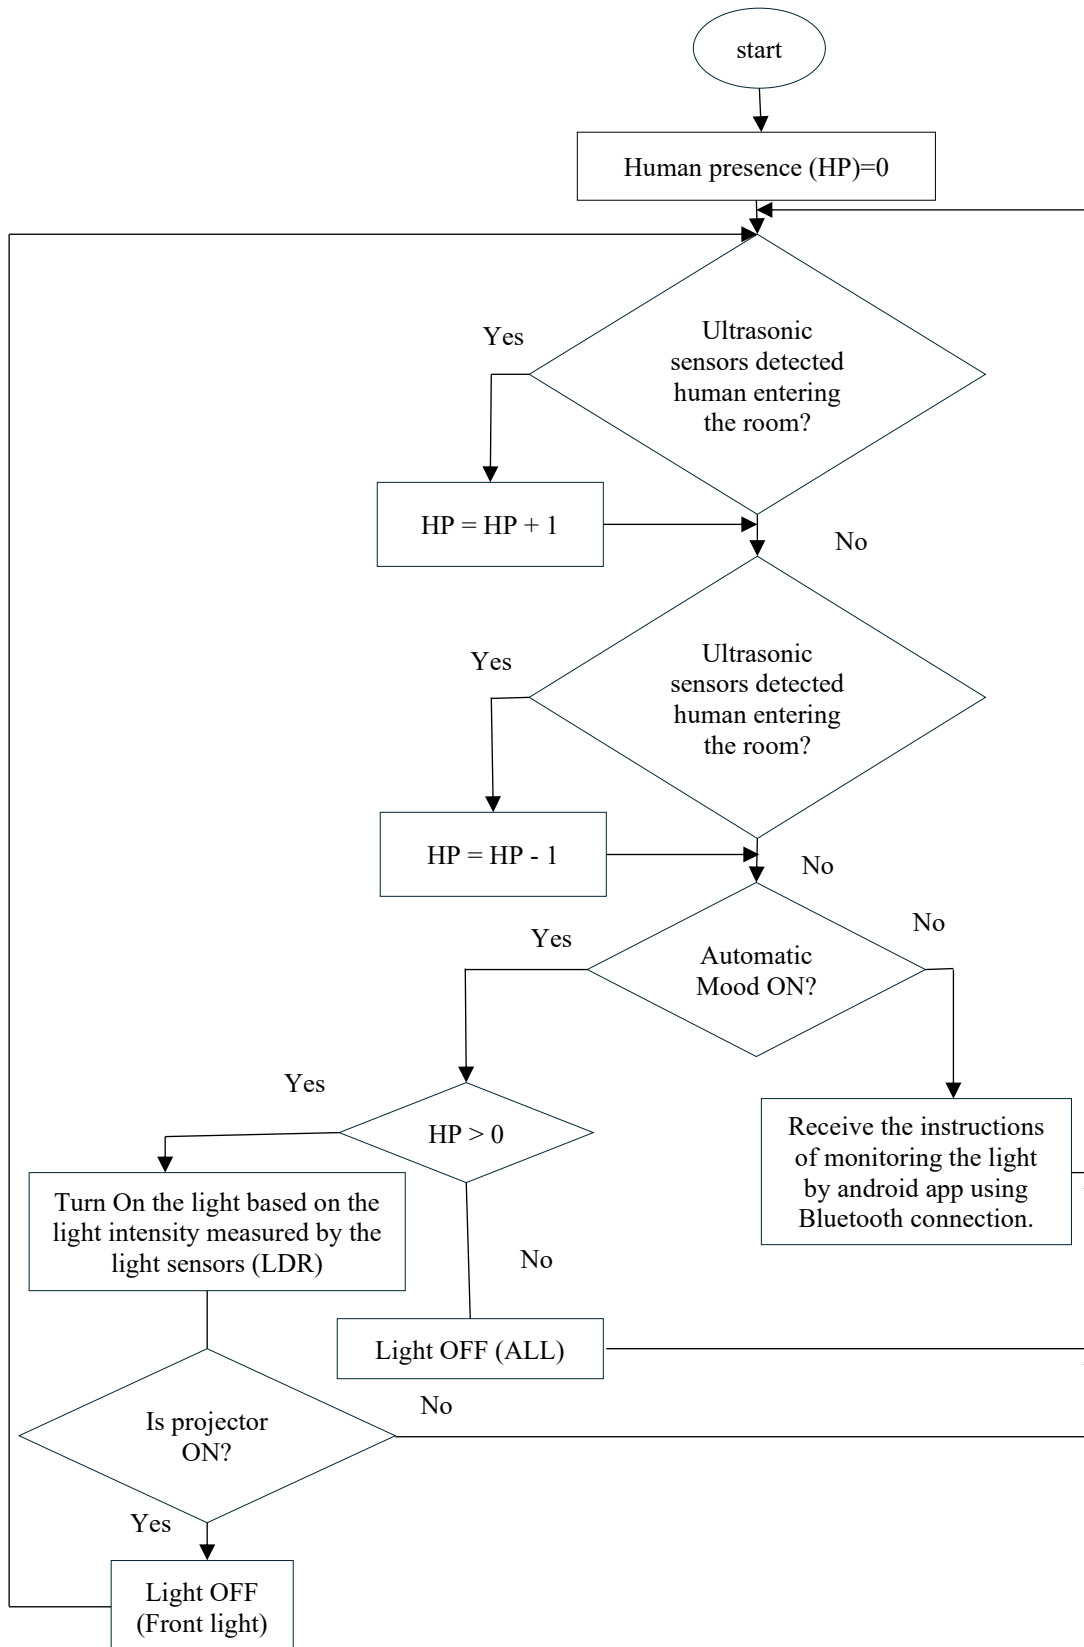 start
Human presence (HP)=0
Yes
Ultrasonic
sensors detected
human entering
the room?
HP = HP + 1
No
Yes
Ultrasonic
sensors detected
human entering
the room?
HP = HP - 1
No
Yes
Automatic
Mood ON?
No
Yes
HP > 0
Receive the instructions
of monitoring the light
by android app using
Bluetooth connection.
Turn On the light based on the
light intensity measured by the
light sensors (LDR)
No
Light OFF (ALL)
Is projector
ON?
No
Yes
Light OFF
(Front light)